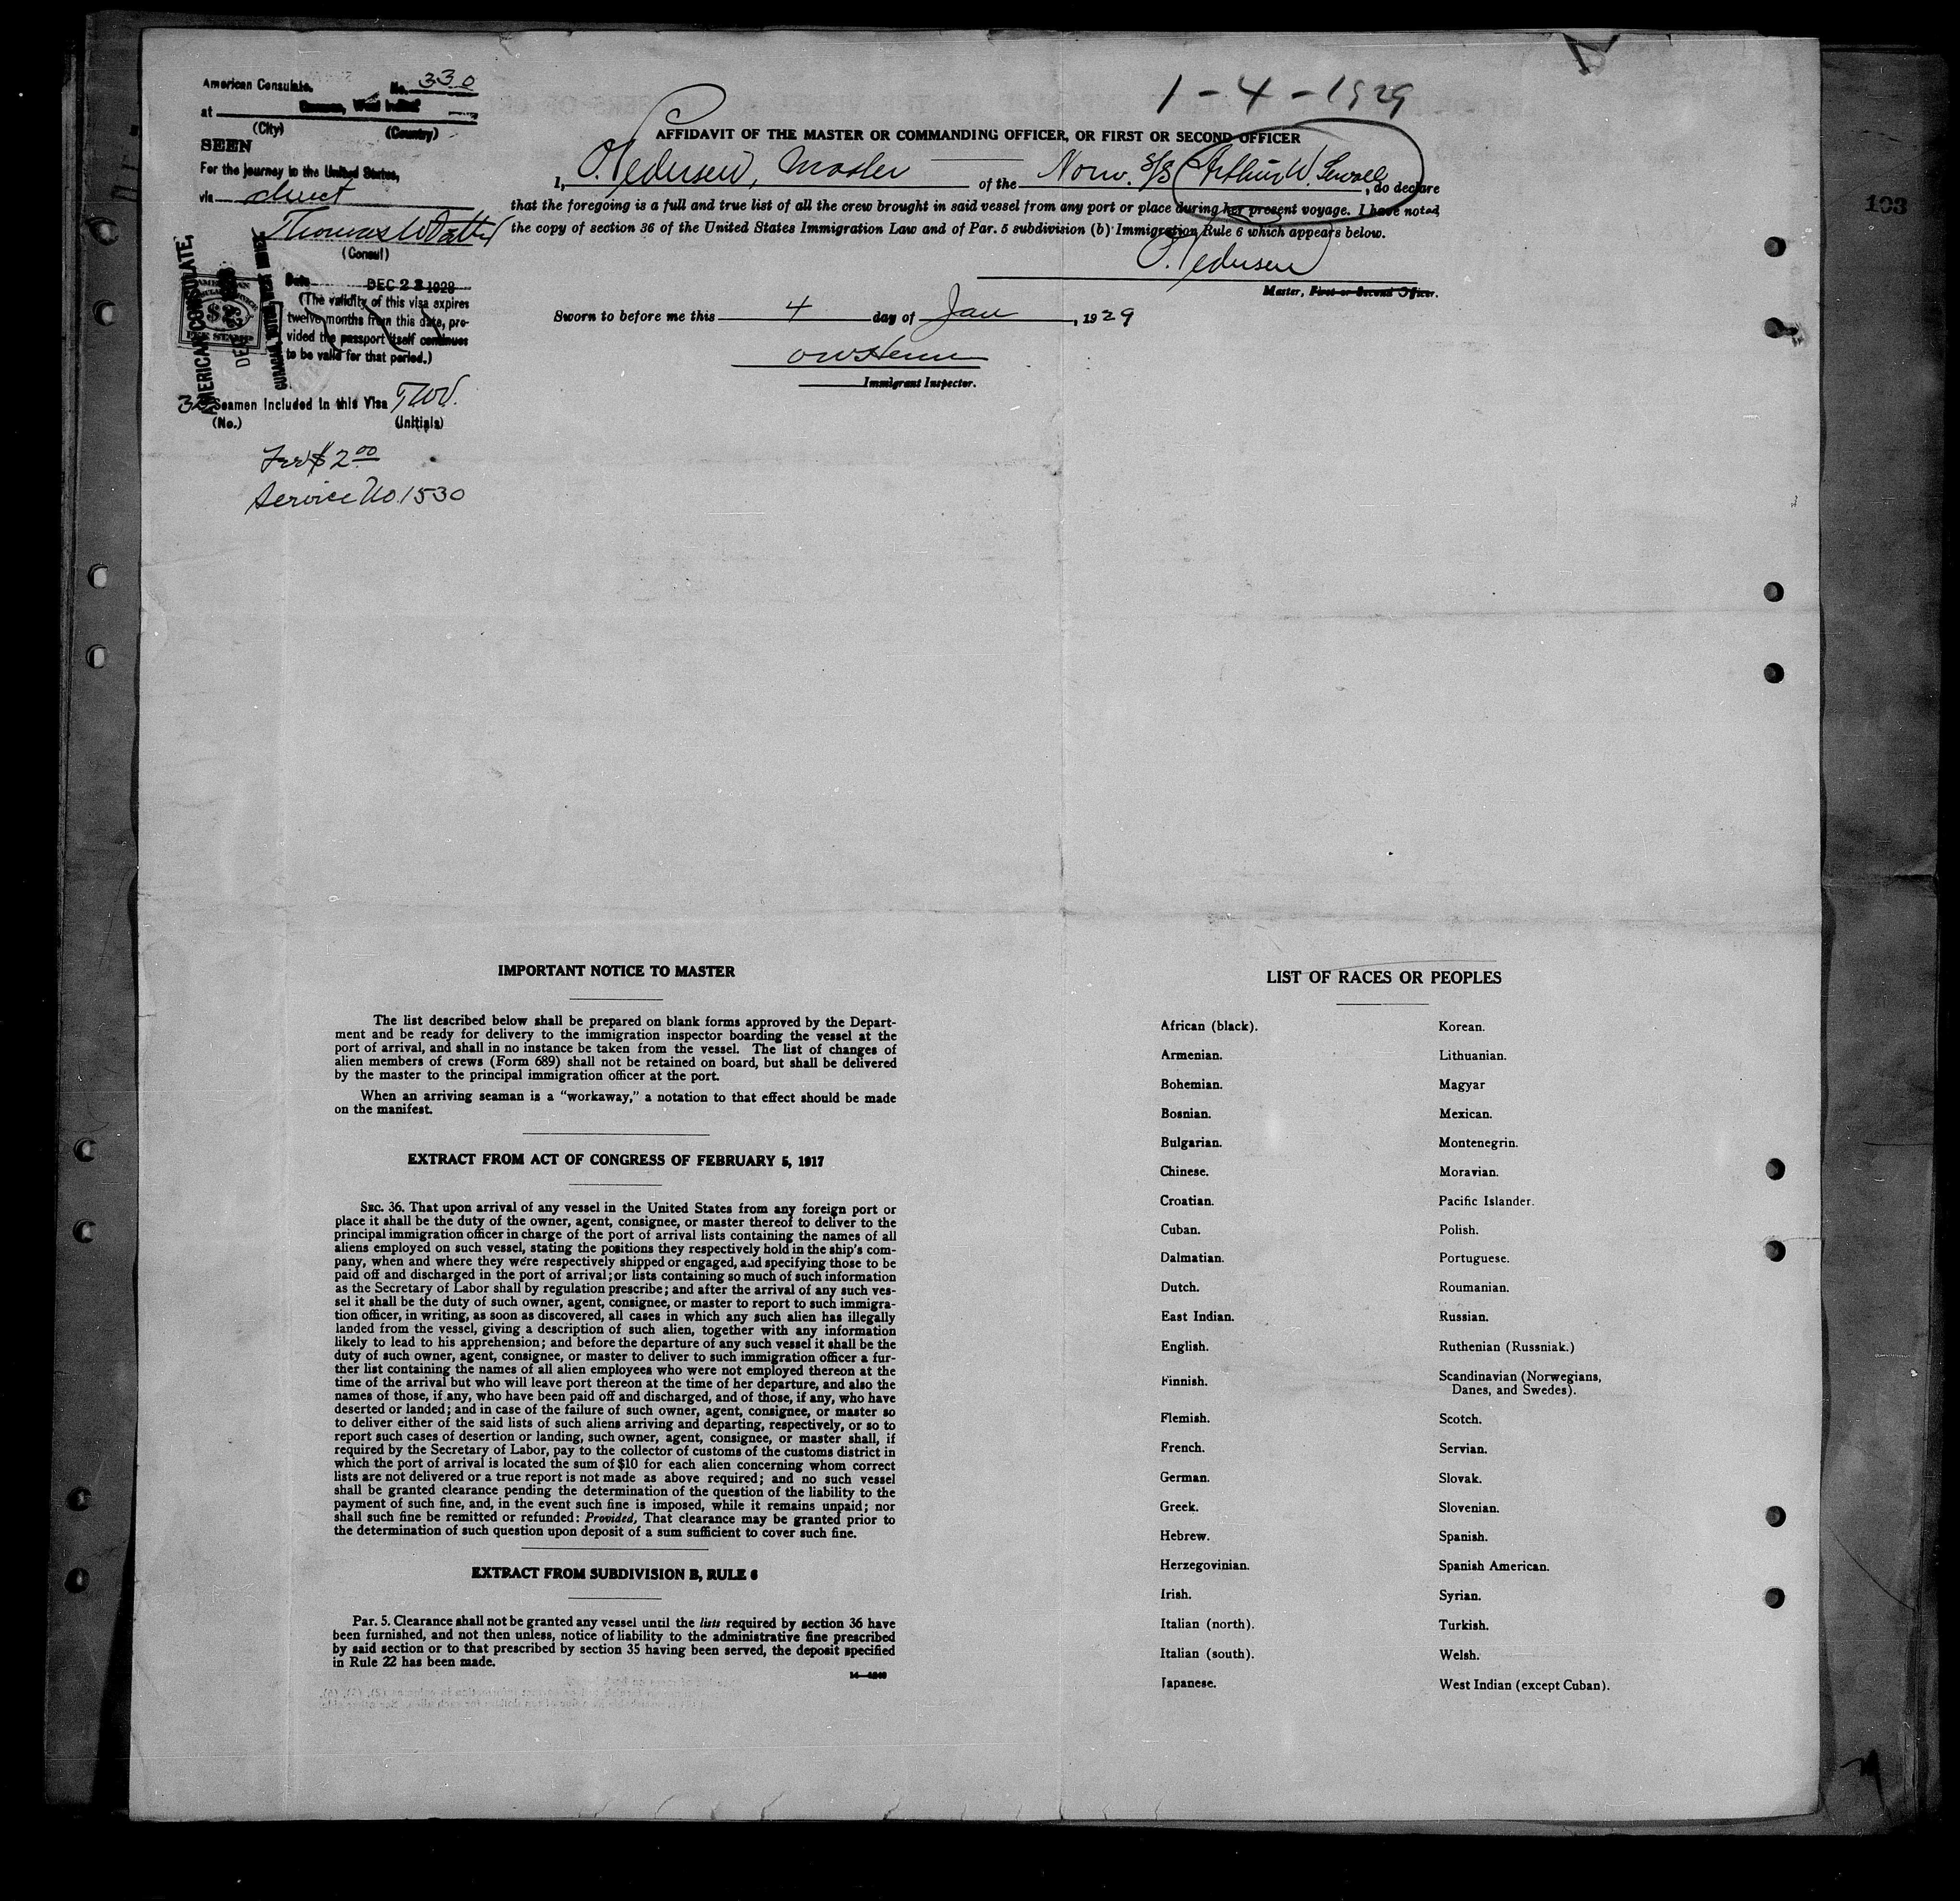 American Consulate, No. 330
at
(City) (Country)
SEEN
For the journey to the United States,
via direct
Thomas W
(Consul)
Date DEC 28 1928
(The validity of this visa expires
twelve months from this date, pro-
vided the passport itself continues
to be valid for that period.)
AMERICAN CONSULATE,
Seamen Included in this Visa TWV.
(No.) (Initials)
Fee $2.00
Service No. 1530
1-4-1929
AFFIDAVIT OF THE MASTER OR COMMANDING OFFICER, OR FIRST OR SECOND OFFICER
I, O. Pedersen, Master of the Norw. S/S Arthur W. Sewall, do declare
that the foregoing is a full and true list of all the crew brought in said vessel from any port or place during her present voyage. I have noted
the copy of section 36 of the United States Immigration Law and of Par. 5 subdivision (b) Immigration Rule 6 which appears below.
O. Pedersen
Master, First or Second Officer.
Sworn to before me this 4 day of Jan, 1929
Immigrant Inspector.
103
IMPORTANT NOTICE TO MASTER
The list described below shall be prepared on blank forms approved by the Depart-
ment and be ready for delivery to the immigration inspector boarding the vessel at the
port of arrival, and shall in no instance be taken from the vessel. The list of changes of
alien members of crews (Form 689) shall not be retained on board, but shall be delivered
by the master to the principal immigration officer at the port.
When an arriving seaman is a "workaway," a notation to that effect should be made
on the manifest.
EXTRACT FROM ACT OF CONGRESS OF FEBRUARY 5, 1917
SEC. 36. That upon arrival of any vessel in the United States from any foreign port or
place it shall be the duty of the owner, agent, consignee, or master thereof to deliver to the
principal immigration officer in charge of the port of arrival lists containing the names of all
aliens employed on such vessel, stating the positions they respectively hold in the ship's com-
pany, when and where they were respectively shipped or engaged, and specifying those to be
paid off and discharged in the port of arrival; or lists containing so much of such information
as the Secretary of Labor shall by regulation prescribe; and after the arrival of any such ves-
sel it shall be the duty of such owner, agent, consignee, or master to report to such immigra-
tion officer, in writing, as soon as discovered, all cases in which any such alien has illegally
landed from the vessel, giving a description of such alien, together with any information
likely to lead to his apprehension; and before the departure of any such vessel it shall be the
duty of such owner, agent, consignee, or master to deliver to such immigration officer a fur-
ther list containing the names of all alien employees who were not employed thereon at the
time of the arrival but who will leave port thereon at the time of her departure, and also the
names of those, if any, who have been paid off and discharged, and of those, if any, who have
deserted or landed; and in case of the failure of such owner, agent, consignee, or master so
to deliver either of the said lists of such aliens arriving and departing, respectively, or so to
report such cases of desertion or landing, such owner, agent, consignee, or master shall, if
required by the Secretary of Labor, pay to the collector of customs of the customs district in
which the port of arrival is located the sum of $10 for each alien concerning whom correct
lists are not delivered or a true report is not made as above required; and no such vessel
shall be granted clearance pending the determination of the question of the liability to the
payment of such fine, and, in the event such fine is imposed, while it remains unpaid; nor
shall such fine be remitted or refunded: Provided, That clearance may be granted prior to
the determination of such question upon deposit of a sum sufficient to cover such fine.
EXTRACT FROM SUBDIVISION B, RULE 6
Par. 5. Clearance shall not be granted any vessel until the lists required by section 36 have
been furnished, and not then unless, notice of liability to the administrative fine prescribed
by said section or to that prescribed by section 35 having been served, the deposit specified
in Rule 22 has been made.
LIST OF RACES OR PEOPLES
African (black).
Armenian.
Bohemian.
Bosnian.
Bulgarian.
Chinese.
Croatian.
Cuban.
Dalmatian.
Dutch.
East Indian.
English.
Finnish.
Flemish.
French.
German.
Greek.
Hebrew.
Herzegovinian.
Irish.
Italian (north).
Italian (south).
Japanese.
Korean.
Lithuanian.
Magyar
Mexican.
Montenegrin.
Moravian.
Pacific Islander.
Polish.
Portuguese.
Roumanian.
Russian.
Ruthenian (Russniak.)
Scandinavian (Norwegians,
Danes, and Swedes).
Scotch.
Servian.
Slovak.
Slovenian.
Spanish.
Spanish American.
Syrian.
Turkish.
Welsh.
West Indian (except Cuban).